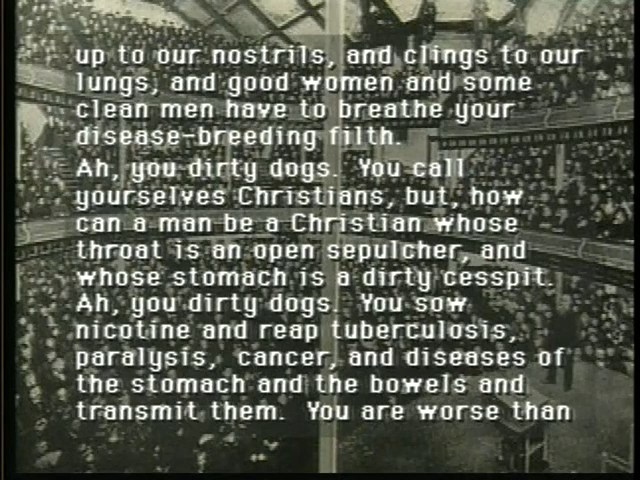 up to our nostrils, and clings to our
lungs, and good women and some
clean men have to breathe your
disease-breeding filth.
Ah, you dirty dogs. You call
yourselves Christians, but, how
can a man be a Christian whose
throat is an open sepulcher, and
whose stomach is a dirty cesspit.
Ah, you dirty dogs. You sow
nicotine and reap tuberculosis,
paralysis, cancer, and diseases of
the stomach and the bowels and
transmit them. You are worse than